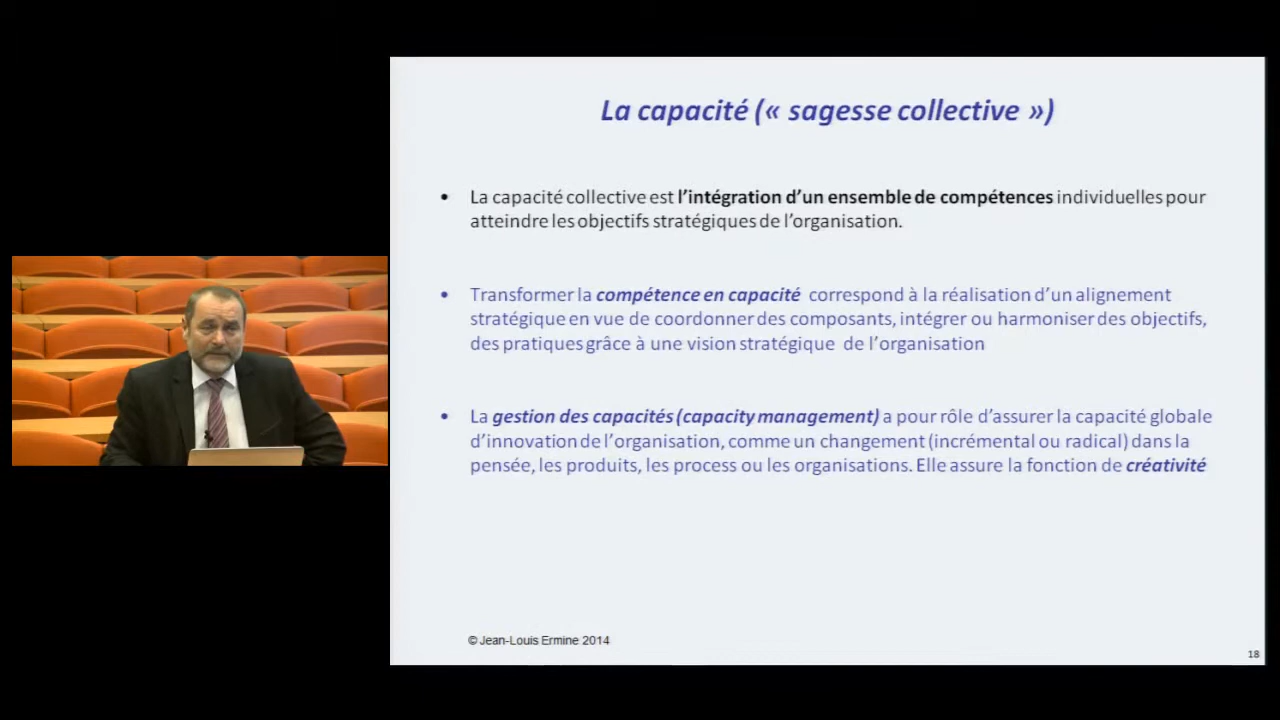 La capacité (« sagesse collective »)
• La capacité collective est l'intégration d'un ensemble de compétences individuelles pour
atteindre les objectifs stratégiques de l'organisation.
• Transformer la compétence en capacité correspond à la réalisation d'un alignement
stratégique en vue de coordonner des composants, intégrer ou harmoniser des objectifs,
des pratiques grâce à une vision stratégique de l'organisation
• La gestion des capacités (capacity management) a pour rôle d'assurer la capacité globale
d'innovation de l'organisation, comme un changement (incrémental ou radical) dans la
pensée, les produits, les process ou les organisations. Elle assure la fonction de créativité
© Jean-Louis Ermine 2014
18